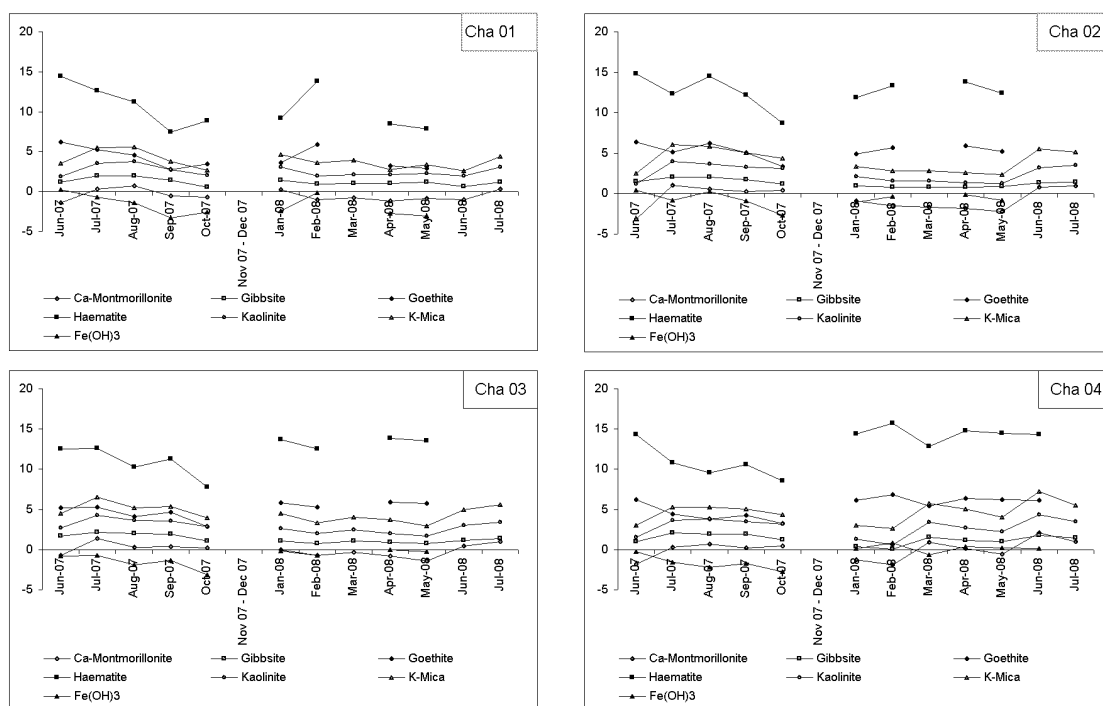 Cha 01
20
15
10
5
0
-5
Jun-07 Jul-07 Aug-07 Sep-07 Oct-07 Nov 07 - Dec 07 Jan-08 Feb-08 Mar-08 Apr-08 May-08 Jun-08 Jul-08
Ca-Montmorillonite Gibbsite Goethite
Haematite Kaolinite K-Mica
Fe(OH)3
Cha 02
20
15
10
5
0
-5
Jun-07 Jul-07 Aug-07 Sep-07 Oct-07 Nov 07 - Dec 07 Jan-08 Feb-08 Mar-08 Apr-08 May-08 Jun-08 Jul-08
Ca-Montmorillonite Gibbsite Goethite
Haematite Kaolinite K-Mica
Fe(OH)3
Cha 03
20
15
10
5
0
-5
Jun-07 Jul-07 Aug-07 Sep-07 Oct-07 Nov 07 - Dec 07 Jan-08 Feb-08 Mar-08 Apr-08 May-08 Jun-08 Jul-08
Ca-Montmorillonite Gibbsite Goethite
Haematite Kaolinite K-Mica
Fe(OH)3
Cha 04
20
15
10
5
0
-5
Jun-07 Jul-07 Aug-07 Sep-07 Oct-07 Nov 07 - Dec 07 Jan-08 Feb-08 Mar-08 Apr-08 May-08 Jun-08 Jul-08
Ca-Montmorillonite Gibbsite Goethite
Haematite Kaolinite K-Mica
Fe(OH)3